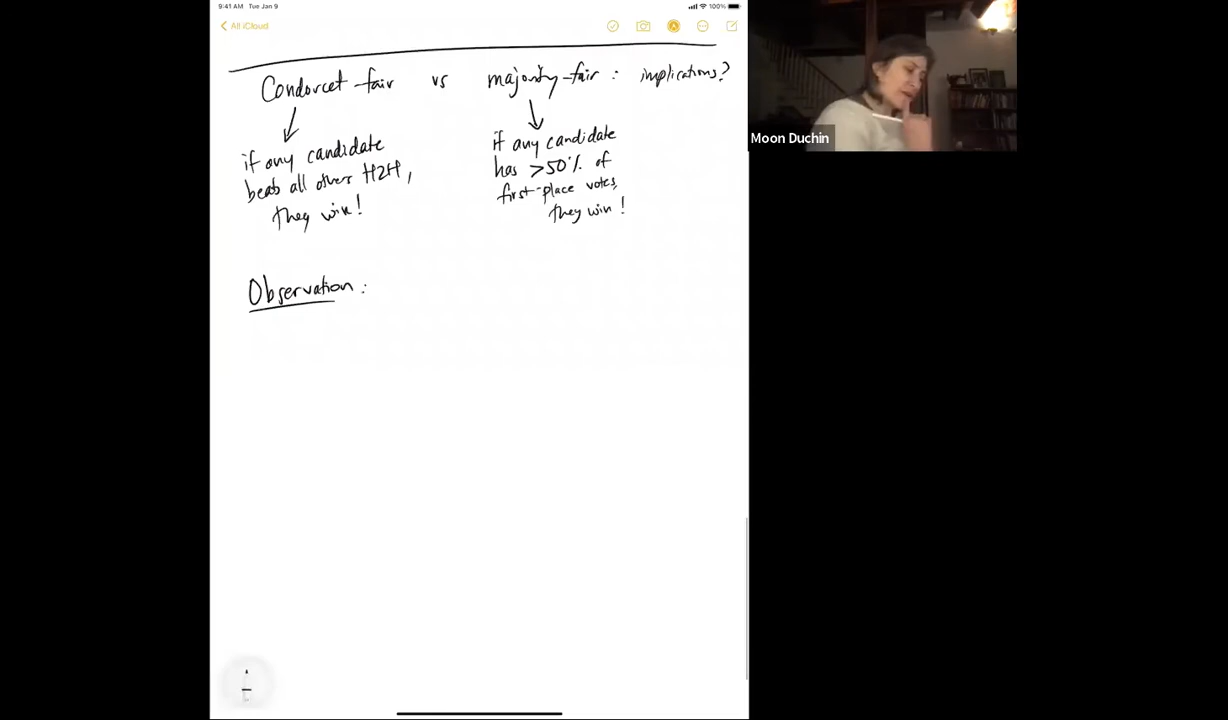 9:41 AM Tue Jan 9
100%
All iCloud
Condorcet-fair vs majority-fair : implications?
if any candidate
beats all others H2H,
they win!
if any candidate
has >50% of
first-place votes,
they win!
Observation:
Moon Duchin